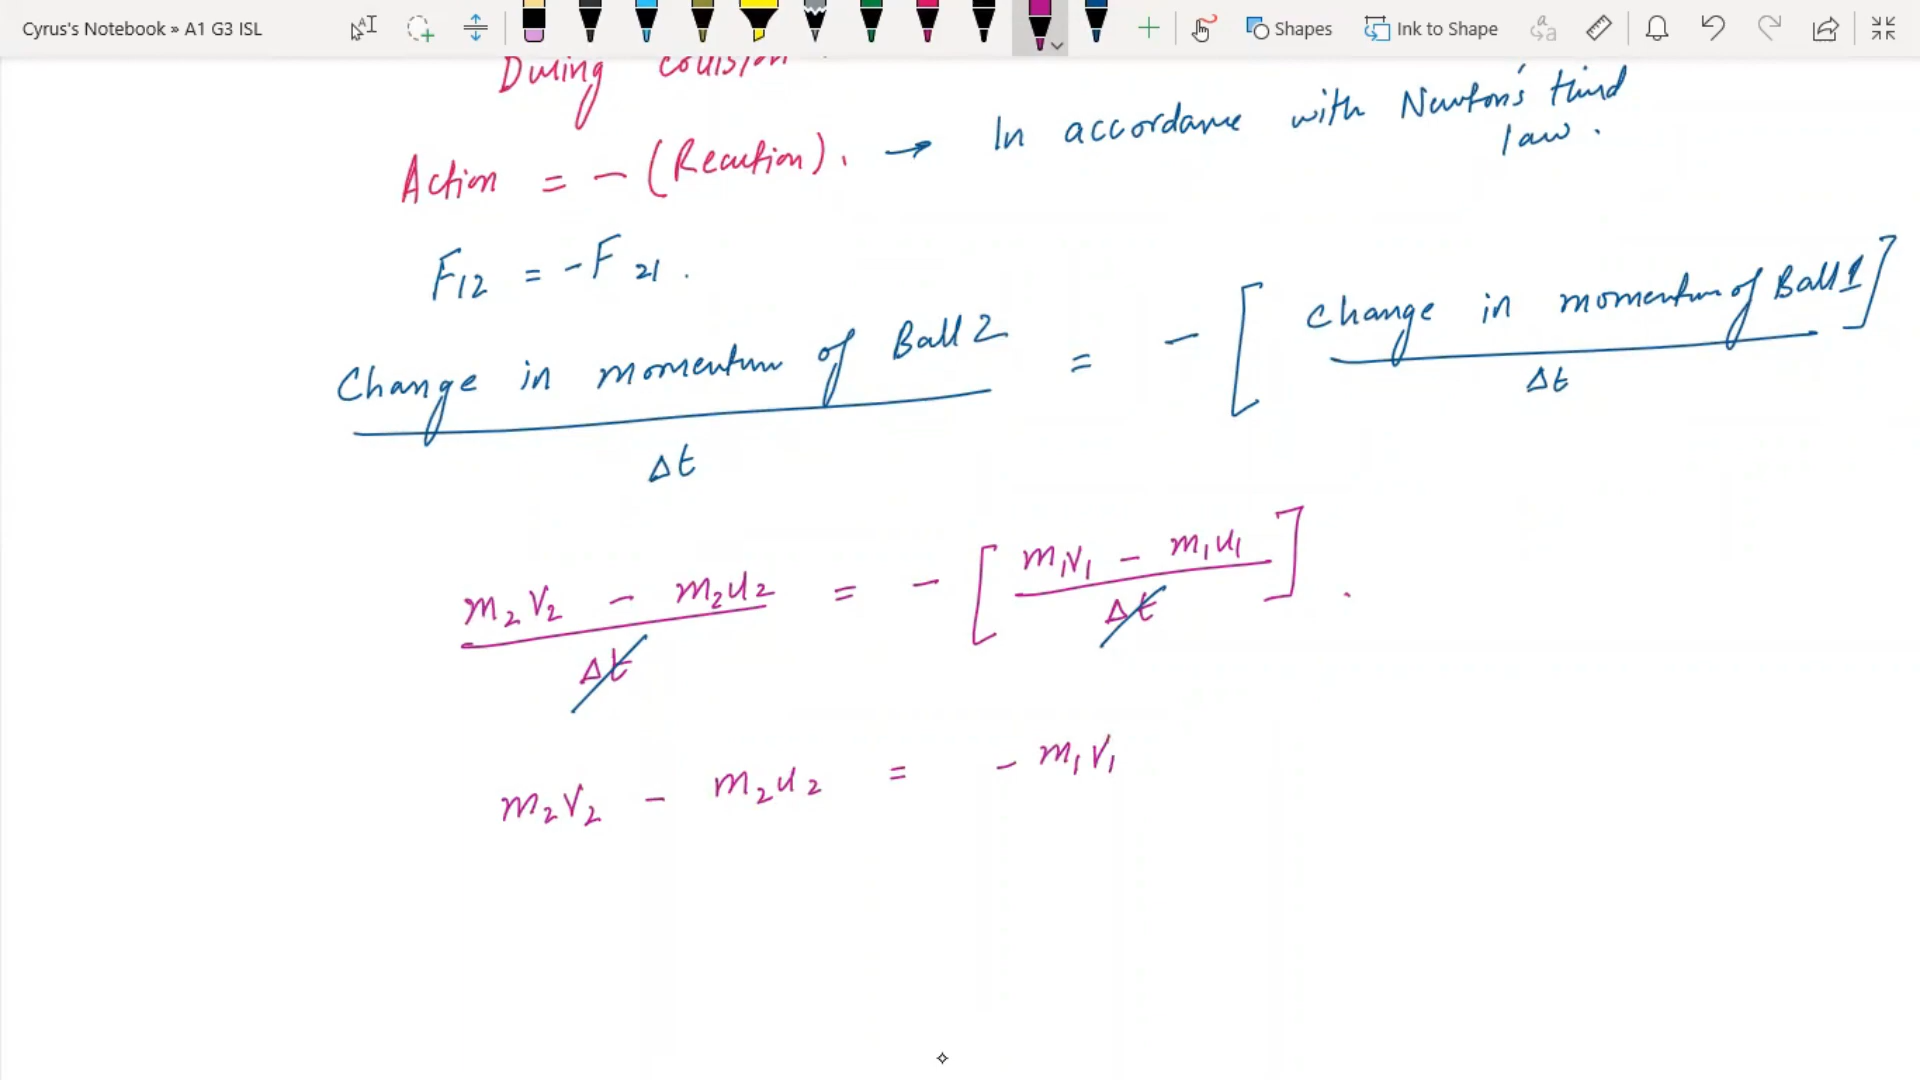 Cyrus's Notebook » A1 G3 ISL
Shapes
Ink to Shape
During collision
Action = - (Reaction). → In accordance with Newton's third
law.
F12 = -F21.
Change in momentum of Ball 2 / Δt = - [Change in momentum of Ball 1 / Δt]
m₂V₂ - m₂u₂ / Δt = - [m₁V₁ - m₁u₁ / Δt].
m₂V₂ - m₂u₂ = - m₁V₁